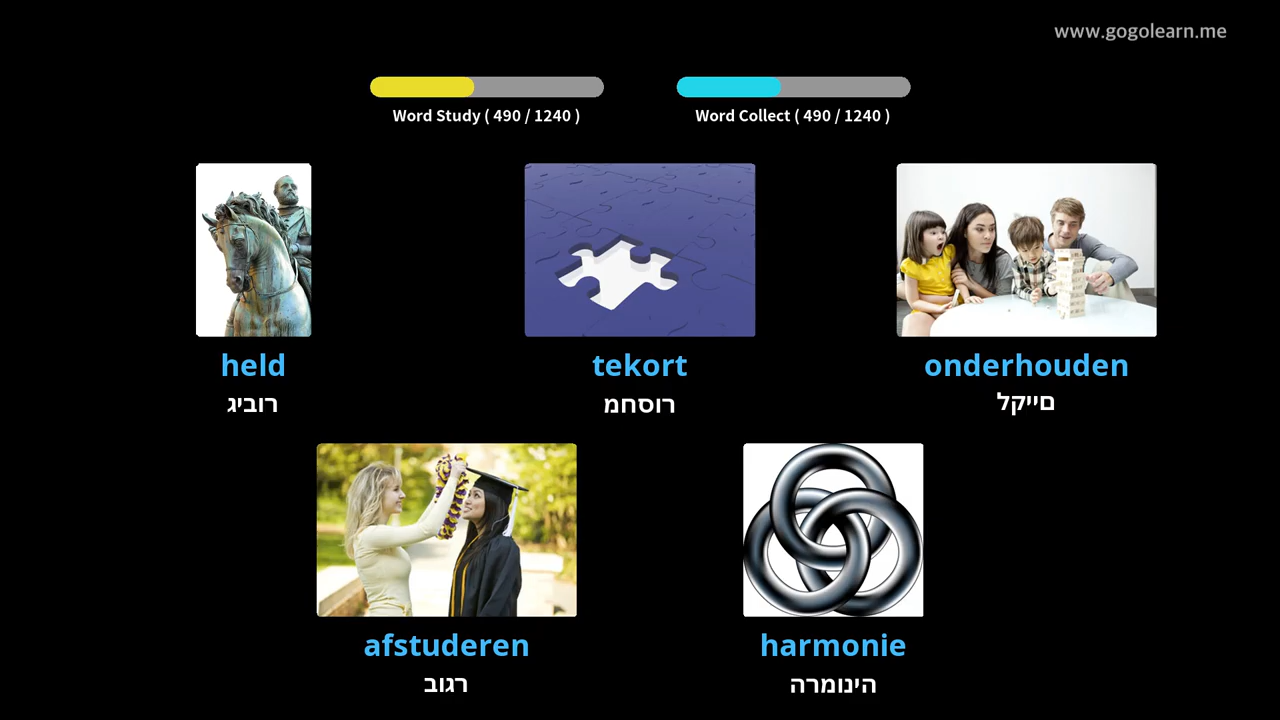 www.gogolearn.me
Word Study ( 490 / 1240 )
Word Collect ( 490 / 1240 )
held
רוביג
tekort
רוסחמ
onderhouden
םייקל
afstuderen
רגוב
harmonie
הינומרה